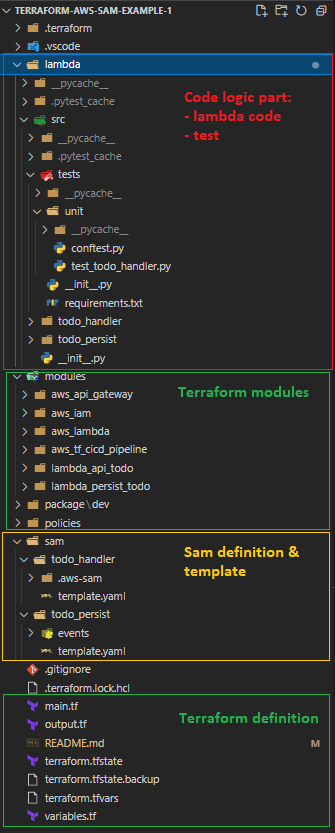 TERRAFORM-AWS-SAM-EXAMPLE-1
.terraform
.vscode
lambda
__pycache__
.pytest_cache
src
__pycache__
.pytest_cache
tests
__pycache__
unit
__pycache__
conftest.py
test_todo_handler.py
__init__.py
requirements.txt
todo_handler
todo_persist
__init__.py
Code logic part:
- lambda code
- test
modules
aws_api_gateway
aws_iam
aws_lambda
aws_tf_cicd_pipeline
lambda_api_todo
lambda_persist_todo
package\dev
policies
Terraform modules
sam
todo_handler
.aws-sam
template.yaml
todo_persist
events
template.yaml
Sam definition &
template
.gitignore
.terraform.lock.hcl
main.tf
output.tf
README.md M
terraform.tfstate
terraform.tfstate.backup
terraform.tfvars
variables.tf
Terraform definition